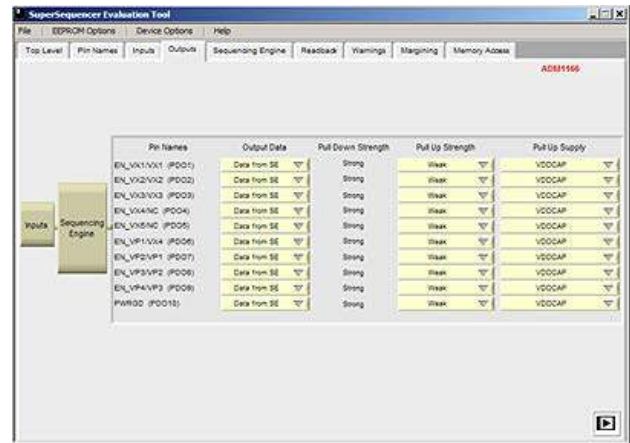 SuperSequencer Evaluation Tool
File EEPROM Options Device Options Help
Top Level Pin Names Inputs Outputs Sequencing Engine Readback Warnings Margining Memory Access
ADM1166
Pin Names Output Data Pull Down Strength Pull Up Strength Pull Up Supply
EN_VX1/VX1 (PDO1) Data from SE Strong Weak VDDCAP
EN_VX2/VX2 (PDO2) Data from SE Strong Weak VDDCAP
EN_VX3/VX3 (PDO3) Data from SE Strong Weak VDDCAP
EN_VX4/NC (PDO4) Data from SE Strong Weak VDDCAP
EN_VX5/NC (PDO5) Data from SE Strong Weak VDDCAP
EN_VP1/VX4 (PDO6) Data from SE Strong Weak VDDCAP
EN_VP2/VP1 (PDO7) Data from SE Strong Weak VDDCAP
EN_VP3/VP2 (PDO8) Data from SE Strong Weak VDDCAP
EN_VP4/VP3 (PDO9) Data from SE Strong Weak VDDCAP
PWRGD (PDO10) Data from SE Strong Weak VDDCAP
Inputs
Sequencing
Engine